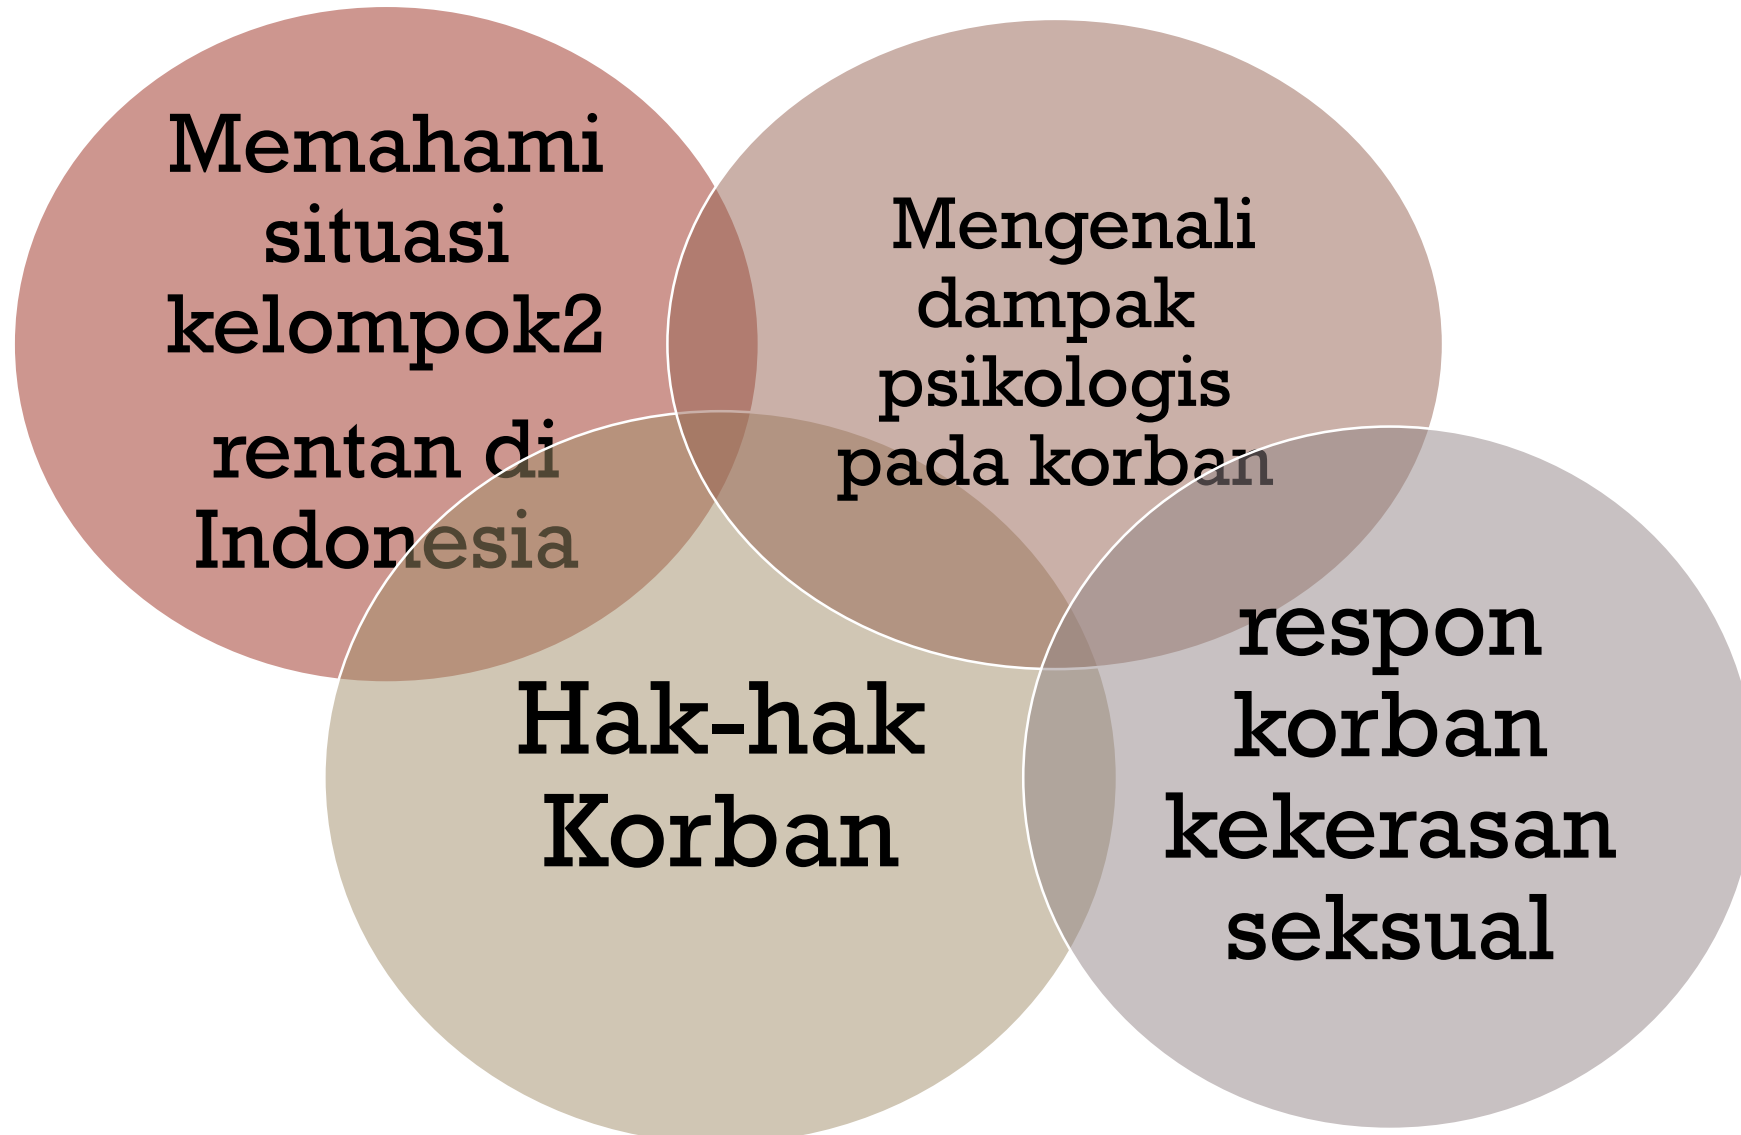 Memahami
situasi
kelompok2
rentan di
Indonesia
Mengenali
dampak
psikologis
pada korban
Hak-hak
Korban
respon
korban
kekerasan
seksual